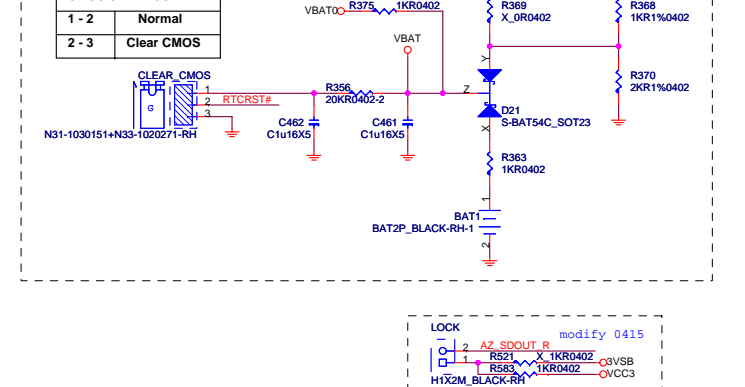 R375 1KR0402
VBAT0
R369
X_0R0402
R368
1KR1%0402
1 - 2 Normal
2 - 3 Clear CMOS
VBAT
Y
R370
2KR1%0402
CLEAR_CMOS
1
2 RTCRST#
3
G
N31-1030151+N33-1020271-RH
R356
20KR0402-2
Z
C462
C1u16X5
C461
C1u16X5
D21
S-BAT54C_SOT23
X
R363
1KR0402
1
BAT1
BAT2P_BLACK-RH-1
2
LOCK
modify 0415
2 AZ_SDOUT_R
1 R521 X_1KR0402 3VSB
R583 1KR0402 VCC3
H1X2M_BLACK-RH